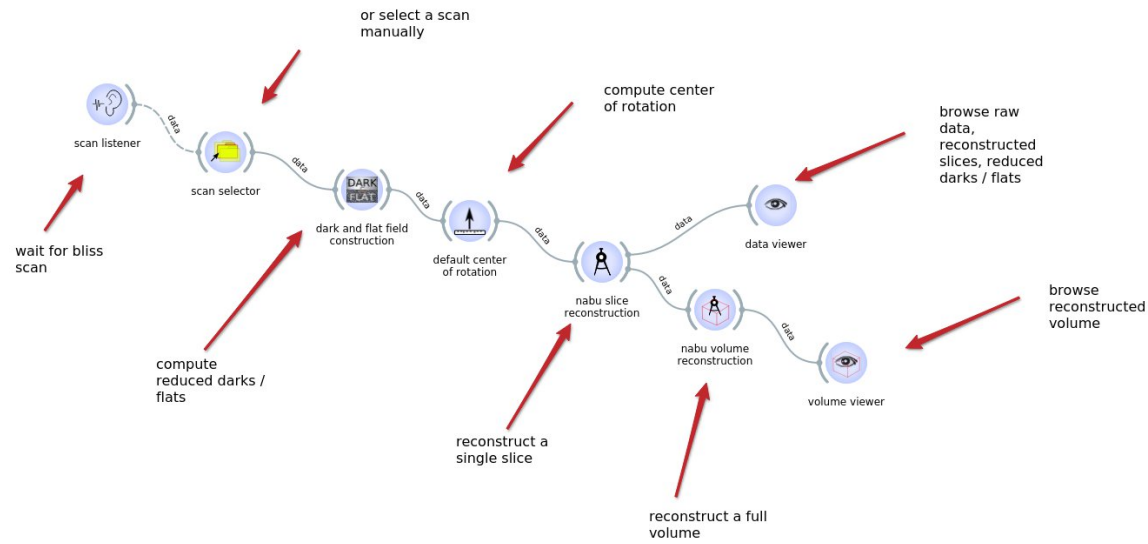 or select a scan
manually
compute center
of rotation
browse raw
data,
reconstructed
slices, reduced
darks / flats
scan listener
data
scan selector
data
DARK
FLAT
dark and flat field
construction
data
default center
of rotation
data
nabu slice
reconstruction
data
data viewer
data
nabu volume
reconstruction
data
volume viewer
wait for bliss
scan
compute
reduced darks /
flats
browse
reconstructed
volume
reconstruct a
single slice
reconstruct a full
volume